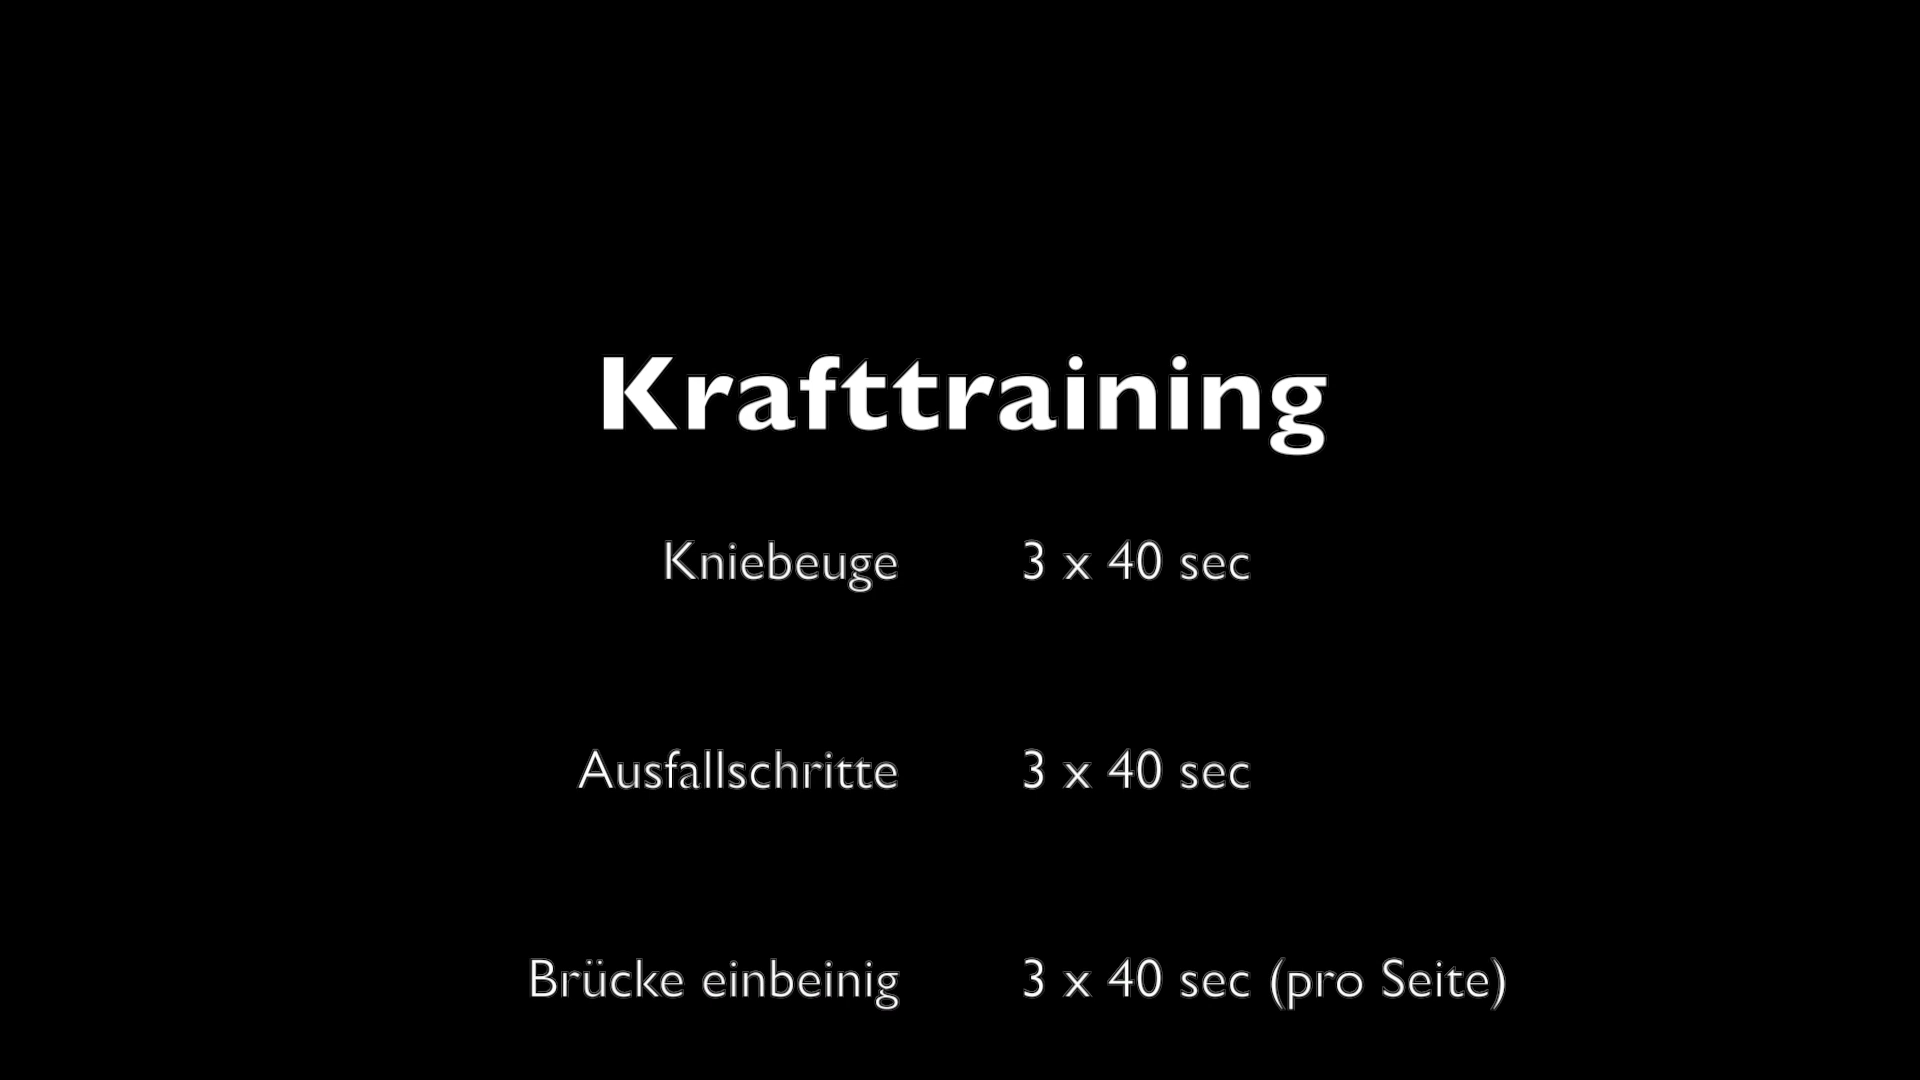 Krafttraining
Kniebeuge 3 x 40 sec
Ausfallschritte 3 x 40 sec
Brücke einbeinig 3 x 40 sec (pro Seite)